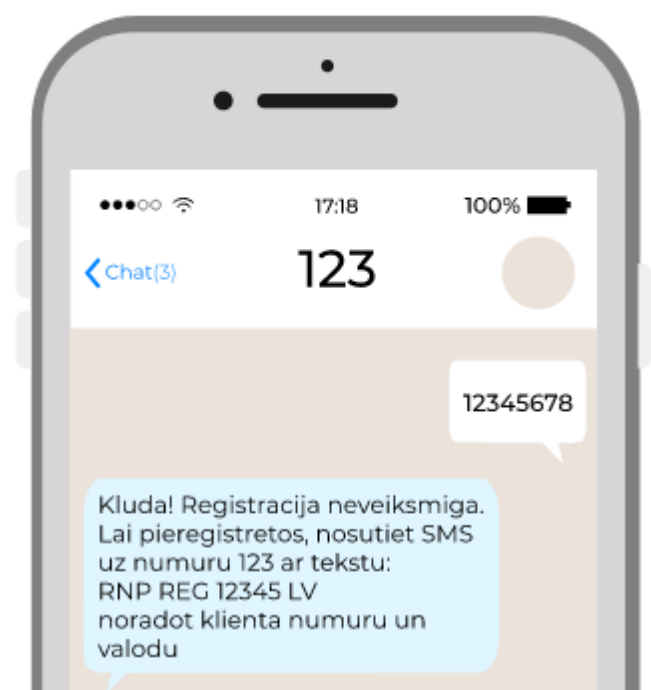 17:18
100%
Chat(3)
123
12345678
Kluda! Registracija neveiksmiga.
Lai pieregistretos, nosutiet SMS
uz numuru 123 ar tekstu:
RNP REG 12345 LV
noradot klienta numuru un
valodu